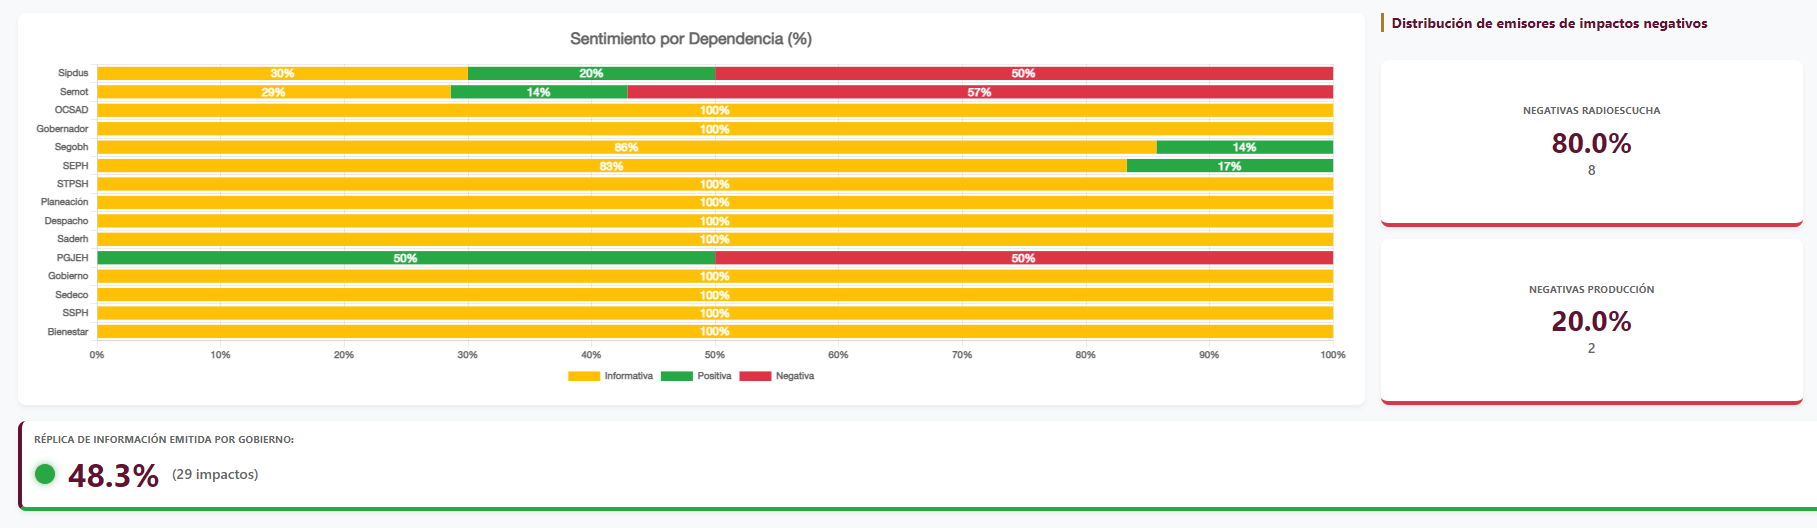 Sentimiento por Dependencia (%)
Sipdus 30% 20% 50%
Semot 29% 14% 57%
OCSAD 100%
Gobernador 100%
Segobh 86% 14%
SEPH 83% 17%
STPSH 100%
Planeación 100%
Despacho 100%
Saderh 100%
PGJEH 50% 50%
Gobierno 100%
Sedeco 100%
SSPH 100%
Bienestar 100%
0% 10% 20% 30% 40% 50% 60% 70% 80% 90% 100%
Informativa Positiva Negativa
Distribución de emisores de impactos negativos
NEGATIVAS RADIOESCUCHA
80.0%
8
NEGATIVAS PRODUCCIÓN
20.0%
2
RÉPLICA DE INFORMACIÓN EMITIDA POR GOBIERNO:
48.3% (29 impactos)